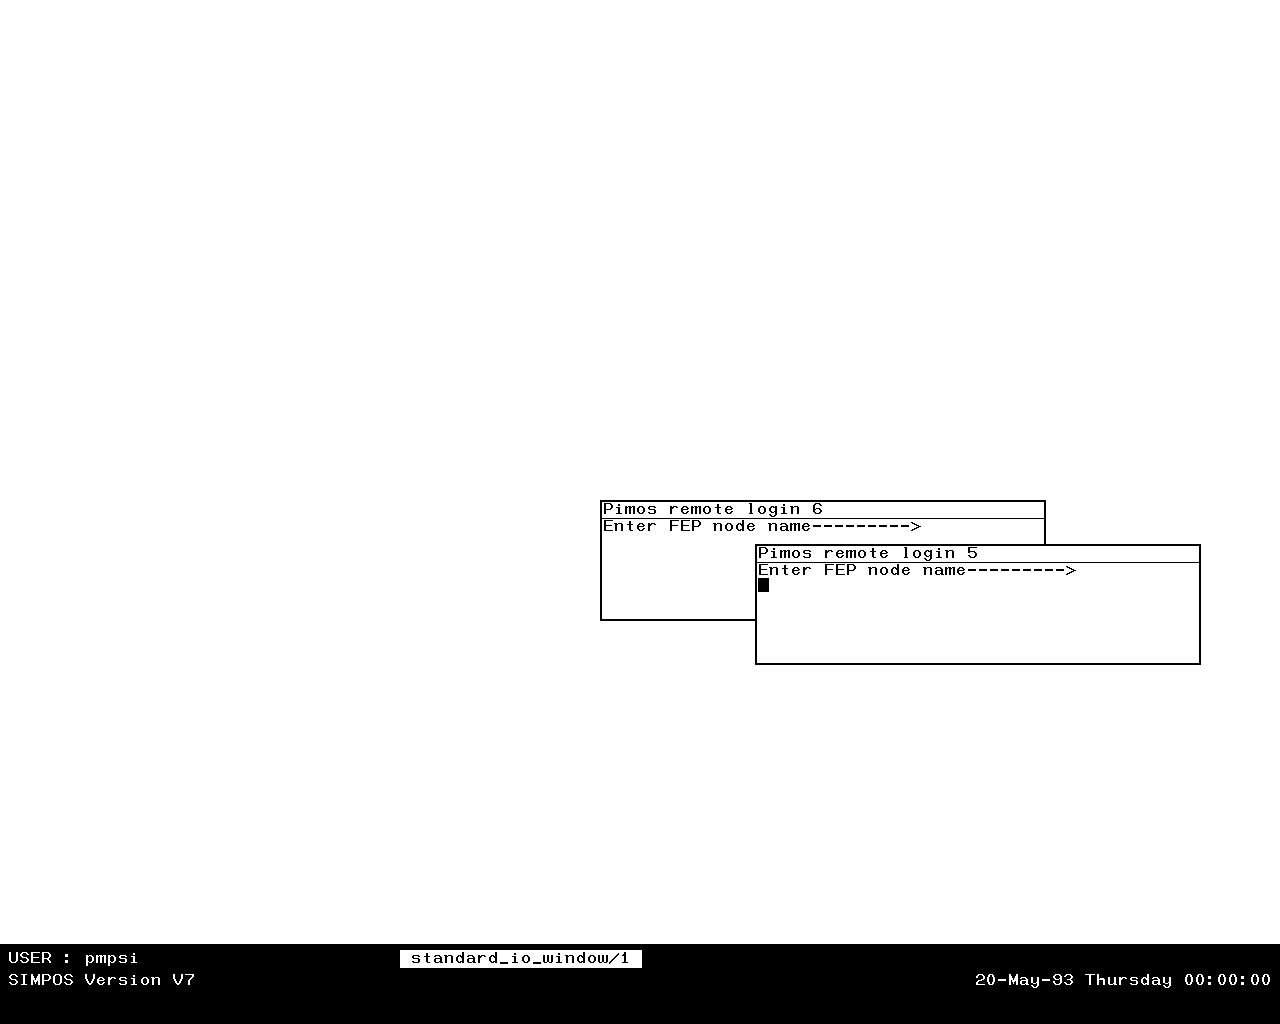 Pimos remote login 6
Enter FEP node name--------->
Pimos remote login 5
Enter FEP node name--------->
USER : pmpsi
standard_io_window/1
SIMPOS Version V7
20-May-93 Thursday 00:00:00